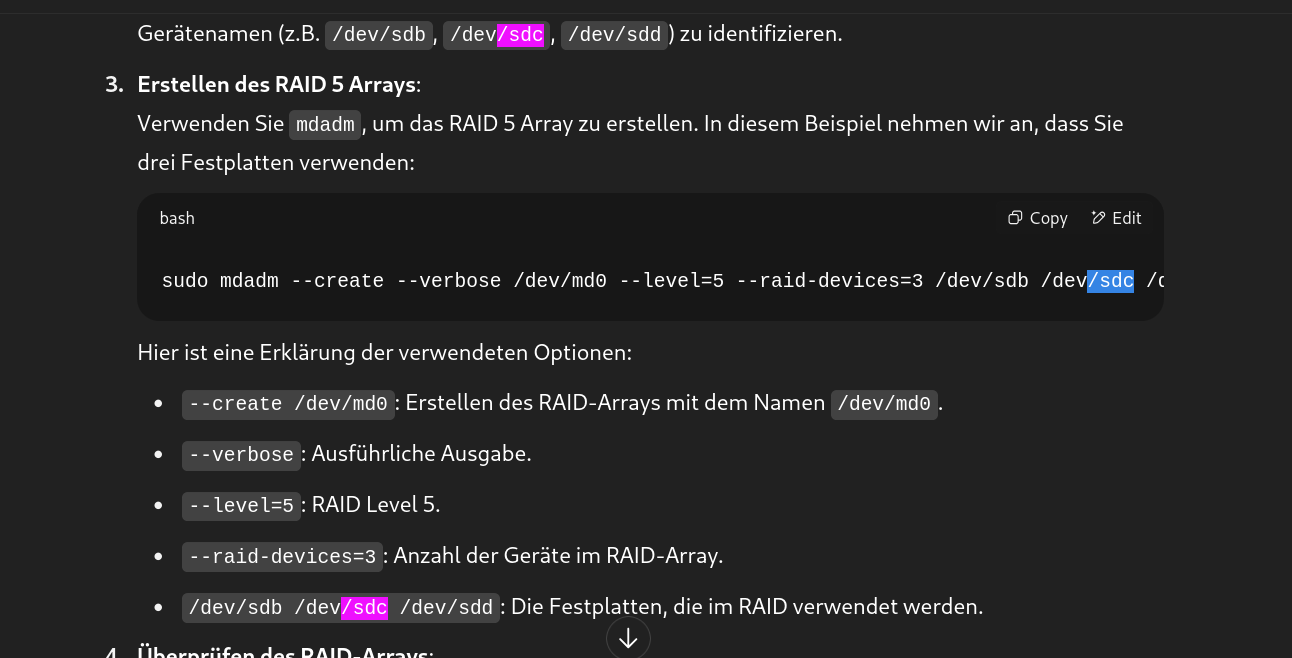 Gerätenamen (z.B. /dev/sdb, /dev/sdc, /dev/sdd) zu identifizieren.
3. Erstellen des RAID 5 Arrays:
Verwenden Sie mdadm, um das RAID 5 Array zu erstellen. In diesem Beispiel nehmen wir an, dass Sie
drei Festplatten verwenden:
bash
Copy Edit
sudo mdadm --create --verbose /dev/md0 --level=5 --raid-devices=3 /dev/sdb /dev/sdc /d
Hier ist eine Erklärung der verwendeten Optionen:
• --create /dev/md0: Erstellen des RAID-Arrays mit dem Namen /dev/md0.
• --verbose: Ausführliche Ausgabe.
• --level=5: RAID Level 5.
• --raid-devices=3: Anzahl der Geräte im RAID-Array.
• /dev/sdb /dev/sdc /dev/sdd: Die Festplatten, die im RAID verwendet werden.
4. Überprüfen des RAID-Arrays: